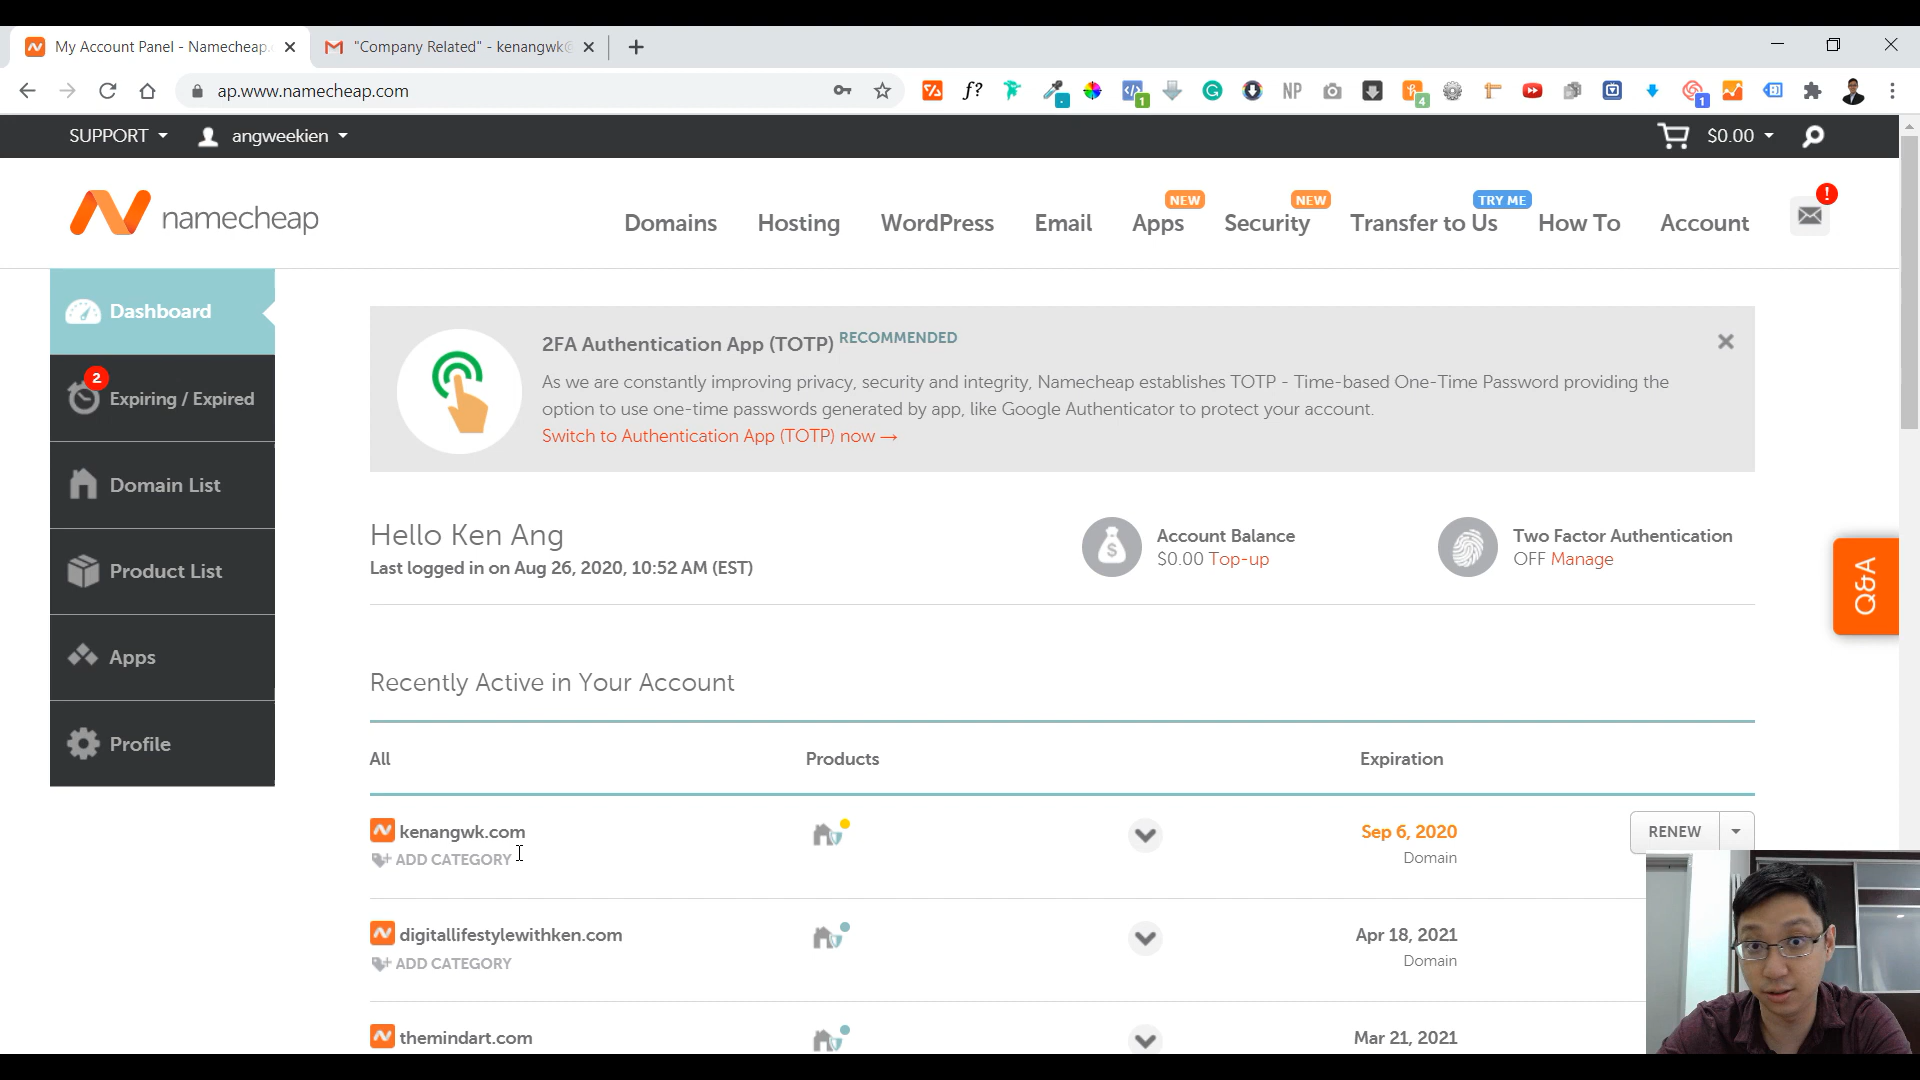 My Account Panel - Namecheap.
"Company Related" - kenangwk@
ap.www.namecheap.com
f?
NP
1
4
1
SUPPORT
angweekien
$0.00
namecheap
Domains
Hosting
WordPress
Email
Apps
NEW
Security
NEW
Transfer to Us
TRY ME
How To
Account
!
Dashboard
2
Expiring / Expired
Domain List
Product List
Apps
Profile
2FA Authentication App (TOTP) RECOMMENDED
As we are constantly improving privacy, security and integrity, Namecheap establishes TOTP - Time-based One-Time Password providing the
option to use one-time passwords generated by app, like Google Authenticator to protect your account.
Switch to Authentication App (TOTP) now →
Hello Ken Ang
Last logged in on Aug 26, 2020, 10:52 AM (EST)
Account Balance
$0.00 Top-up
Two Factor Authentication
OFF Manage
Q&A
Recently Active in Your Account
All Products Expiration
kenangwk.com
ADD CATEGORY
Sep 6, 2020
Domain
RENEW
digitallifestylewithken.com
ADD CATEGORY
Apr 18, 2021
Domain
themindart.com
Mar 21, 2021